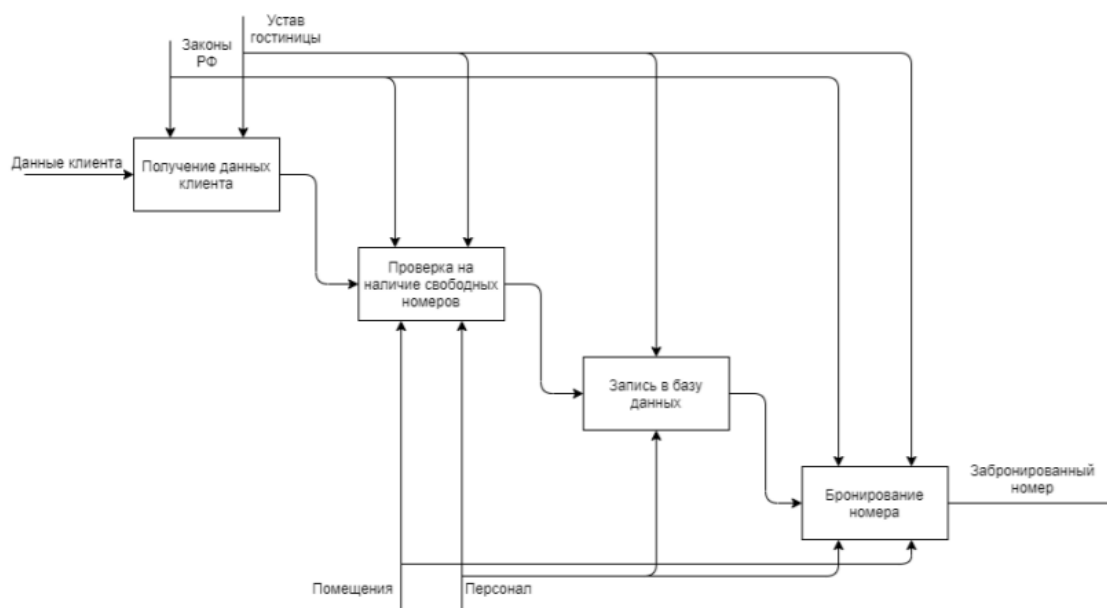 Устав
гостиницы
Законы
РФ
Данные клиента
Получение данных
клиента
Проверка на
наличие свободных
номеров
Запись в базу
данных
Забронированный
номер
Бронирование
номера
Помещения
Персонал